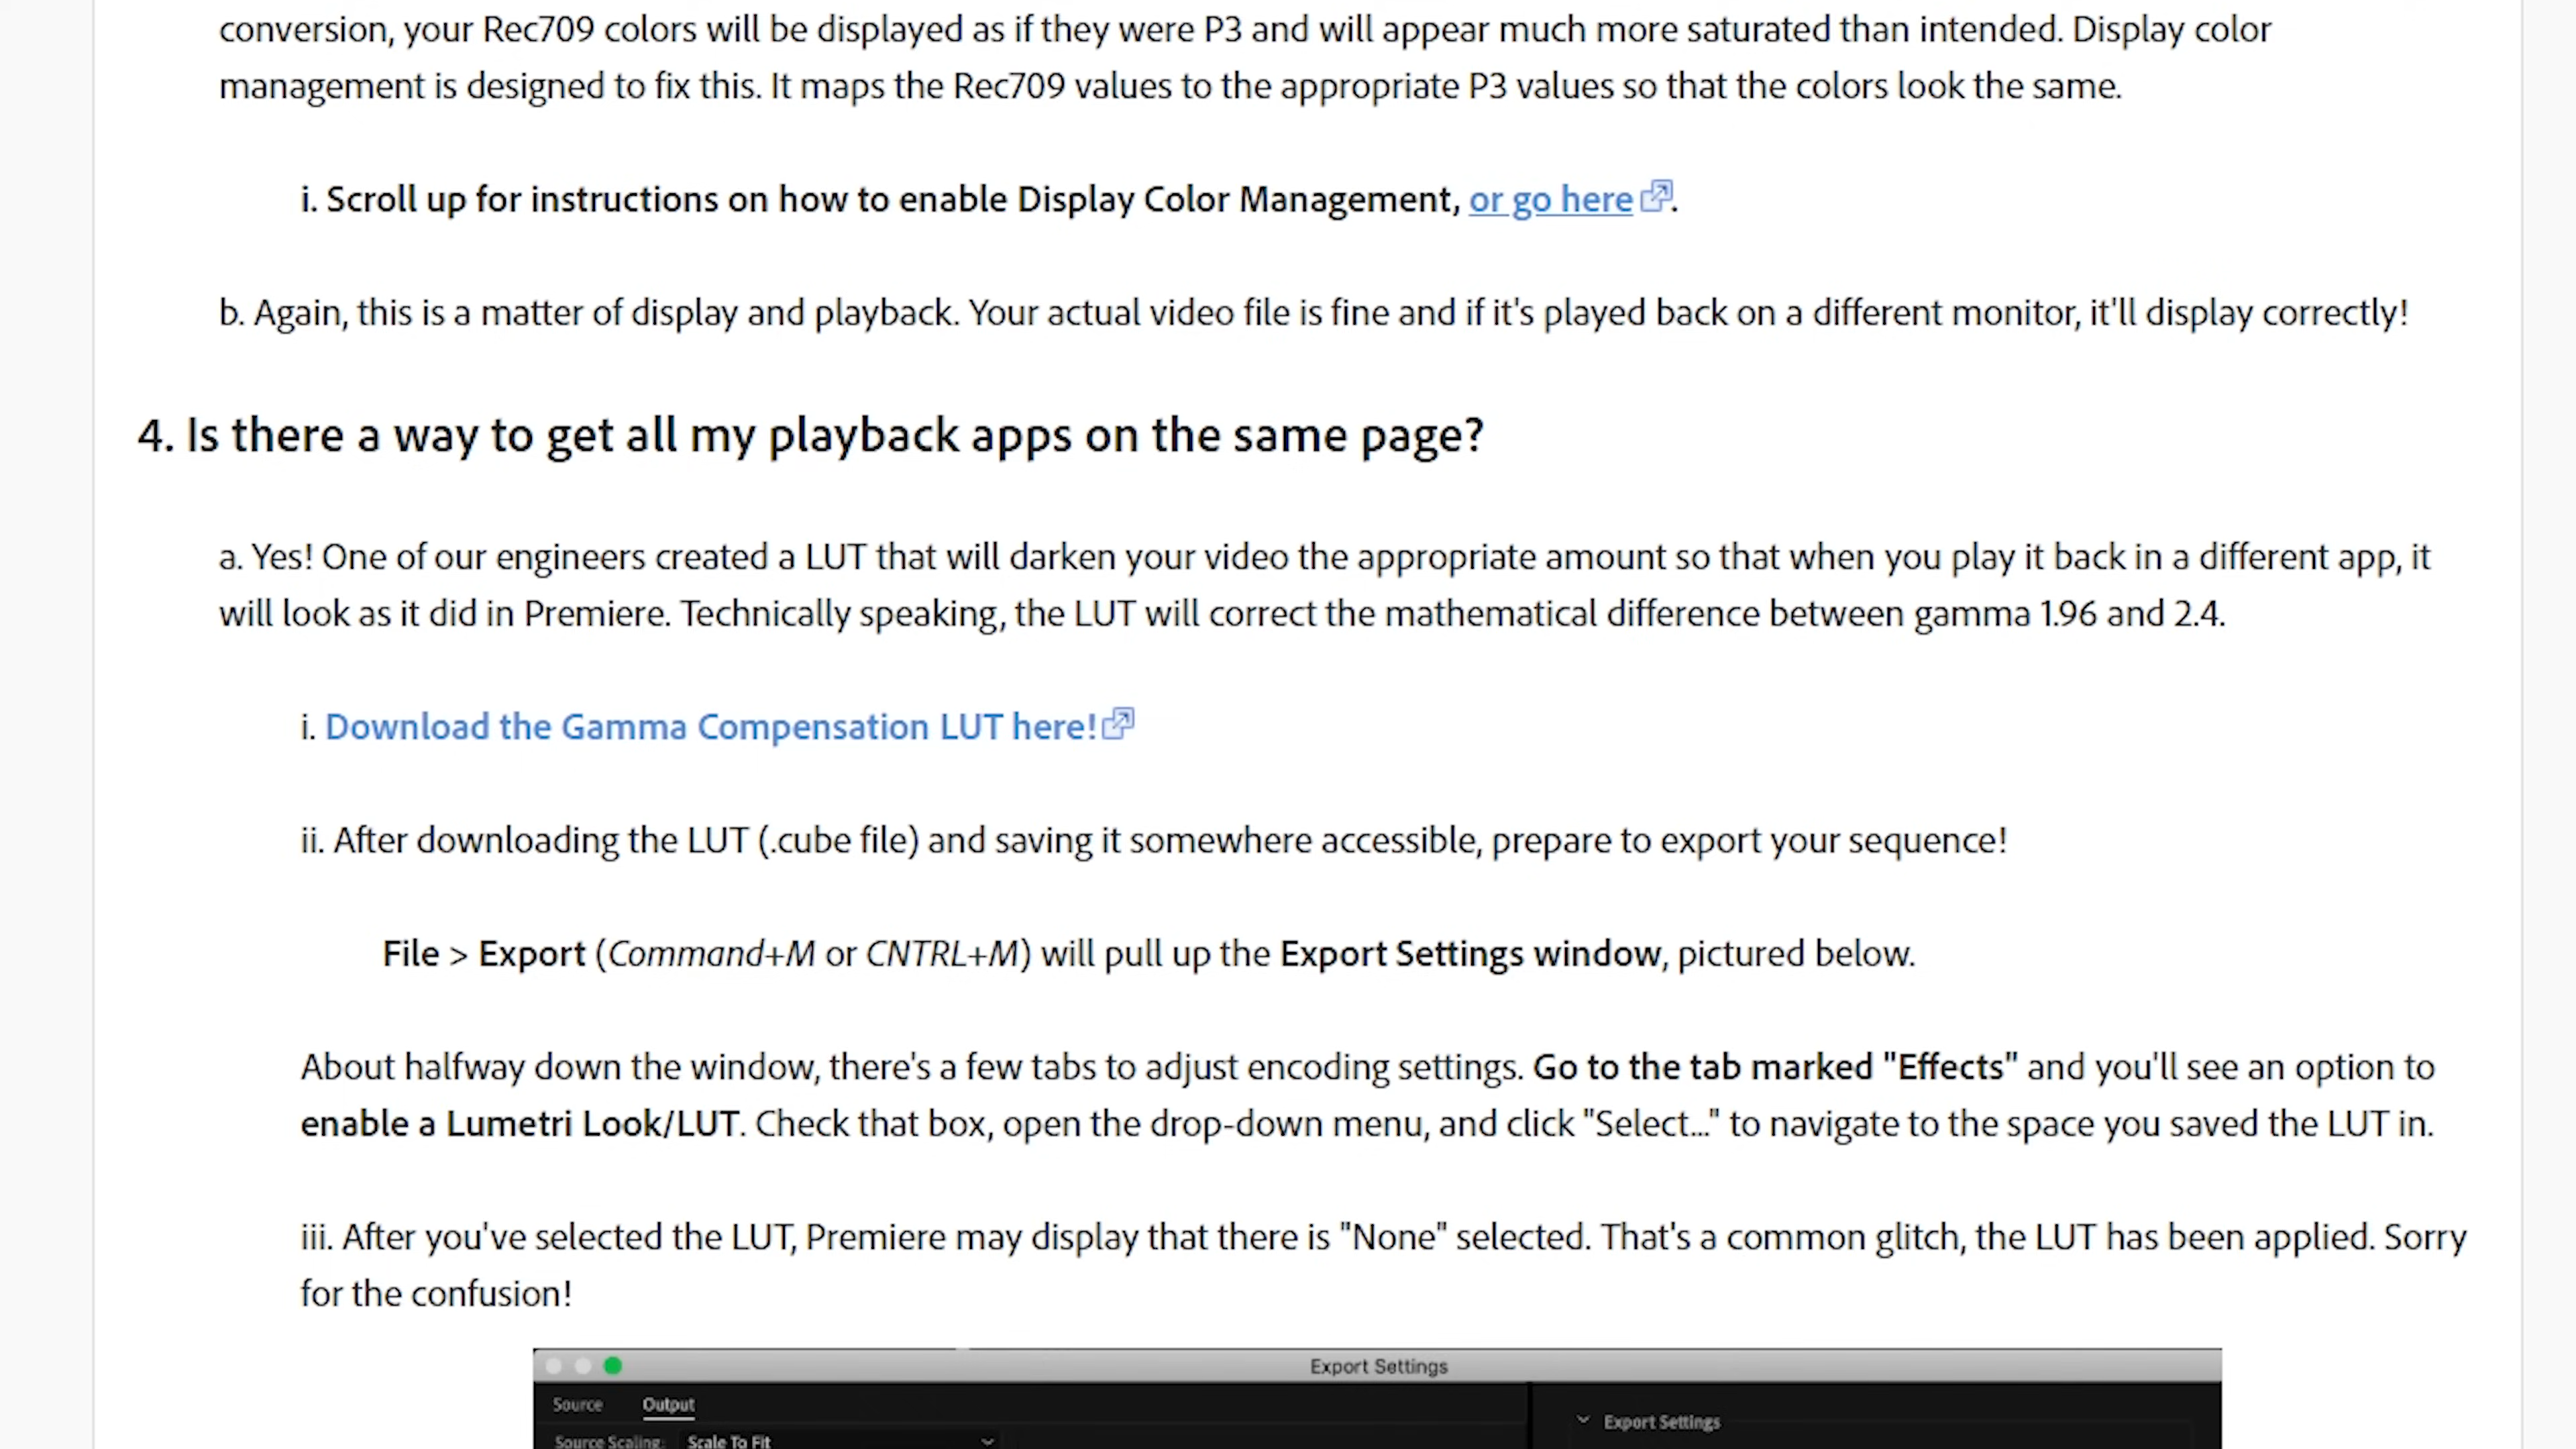 conversion, your Rec709 colors will be displayed as if they were P3 and will appear much more saturated than intended. Display color
management is designed to fix this. It maps the Rec709 values to the appropriate P3 values so that the colors look the same.
i. Scroll up for instructions on how to enable Display Color Management, or go here.
b. Again, this is a matter of display and playback. Your actual video file is fine and if it's played back on a different monitor, it'll display correctly!
4. Is there a way to get all my playback apps on the same page?
a. Yes! One of our engineers created a LUT that will darken your video the appropriate amount so that when you play it back in a different app, it
will look as it did in Premiere. Technically speaking, the LUT will correct the mathematical difference between gamma 1.96 and 2.4.
i. Download the Gamma Compensation LUT here!
ii. After downloading the LUT (.cube file) and saving it somewhere accessible, prepare to export your sequence!
File > Export (Command+M or CNTRL+M) will pull up the Export Settings window, pictured below.
About halfway down the window, there's a few tabs to adjust encoding settings. Go to the tab marked "Effects" and you'll see an option to
enable a Lumetri Look/LUT. Check that box, open the drop-down menu, and click "Select..." to navigate to the space you saved the LUT in.
iii. After you've selected the LUT, Premiere may display that there is "None" selected. That's a common glitch, the LUT has been applied. Sorry
for the confusion!
Export Settings
Source Output
Export Settings
Source Scaling: Scale To Fit